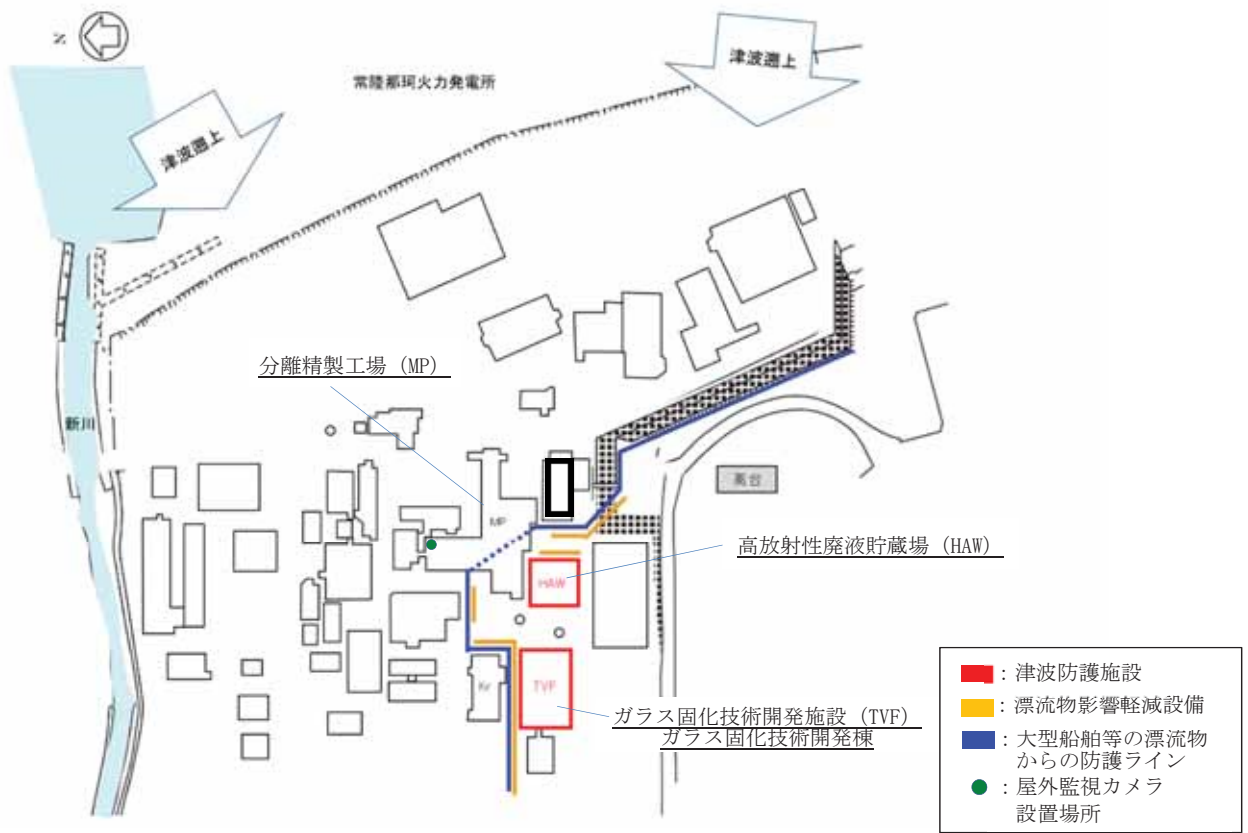 N
津波遡上
常陸那珂火力発電所
津波遡上
分離精製工場（MP）
新川
高台
MP
高放射性廃液貯蔵場（HAW）
HAW
Kr
TVF
ガラス固化技術開発施設（TVF）
ガラス固化技術開発棟
：津波防護施設
：漂流物影響軽減設備
：大型船舶等の漂流物
からの防護ライン
：屋外監視カメラ
設置場所